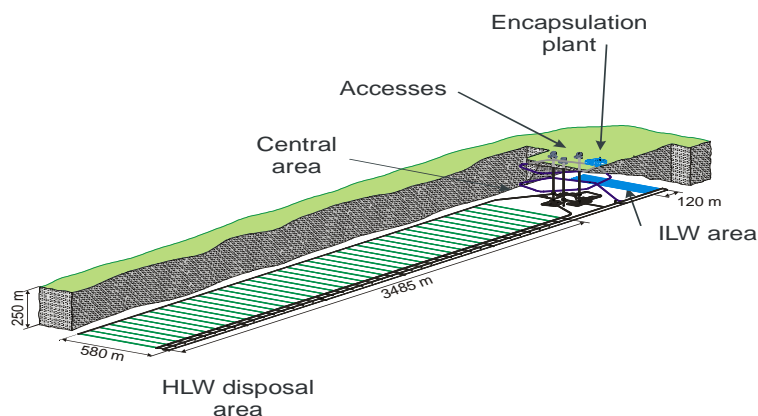 Encapsulation
plant
Accesses
Central
area
120 m
ILW area
3485 m
250 m
580 m
HLW disposal
area